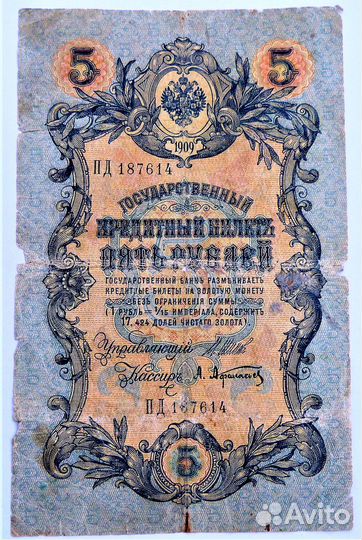 5 5
1909
ПД 187614
ГОСУДАРСТВЕННЫЙ
КРЕДИТНЫЙ БИЛЕТЪ
ПЯТЬ РУБЛЕЙ
ГОСУДАРСТВЕННЫЙ БАНКЪ РАЗМѢНИВАЕТЪ
КРЕДИТНЫЕ БИЛЕТЫ НА ЗОЛОТУЮ МОНЕТУ
БЕЗЪ ОГРАНИЧЕНІЯ СУММЫ
(1 РУБЛЬ = 1/15 ИМПЕРІАЛА, СОДЕРЖИТЪ
17,424 ДОЛЕЙ ЧИСТАГО ЗОЛОТА).
Управляющій
Кассиръ А. Афанасьев
ПД 187614
5
Avito